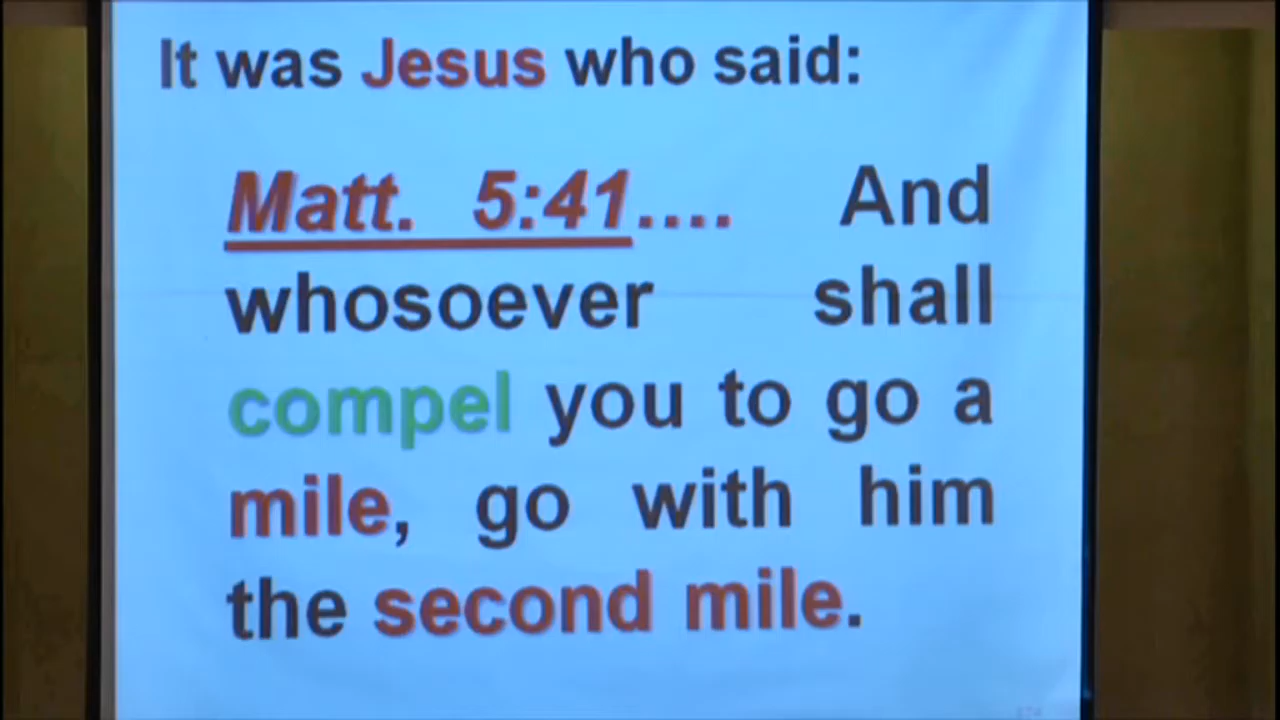 It was Jesus who said:
Matt. 5:41.... And
whosoever shall
compel you to go a
mile, go with him
the second mile.